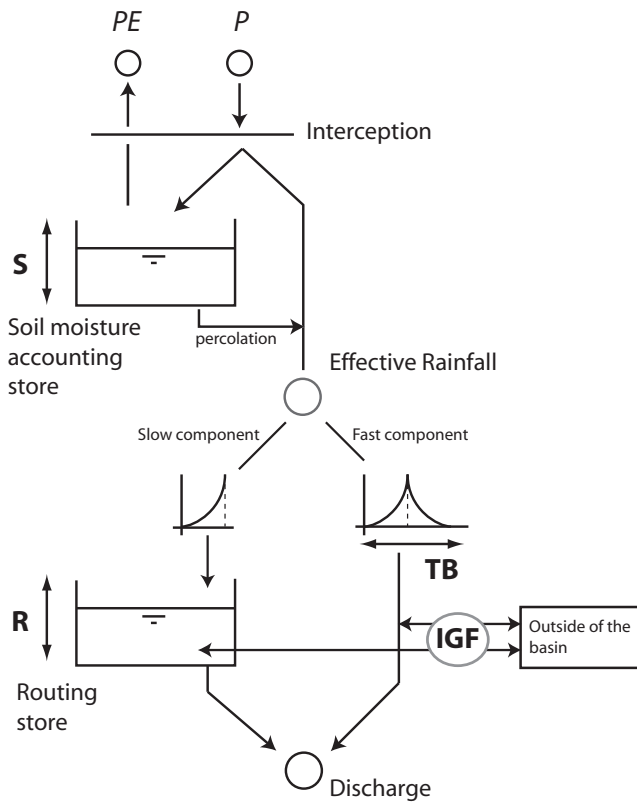 PE
P
Interception
S
Soil moisture
accounting
store
percolation
Effective Rainfall
Slow component
Fast component
TB
R
IGF
Outside of the
basin
Routing
store
Discharge